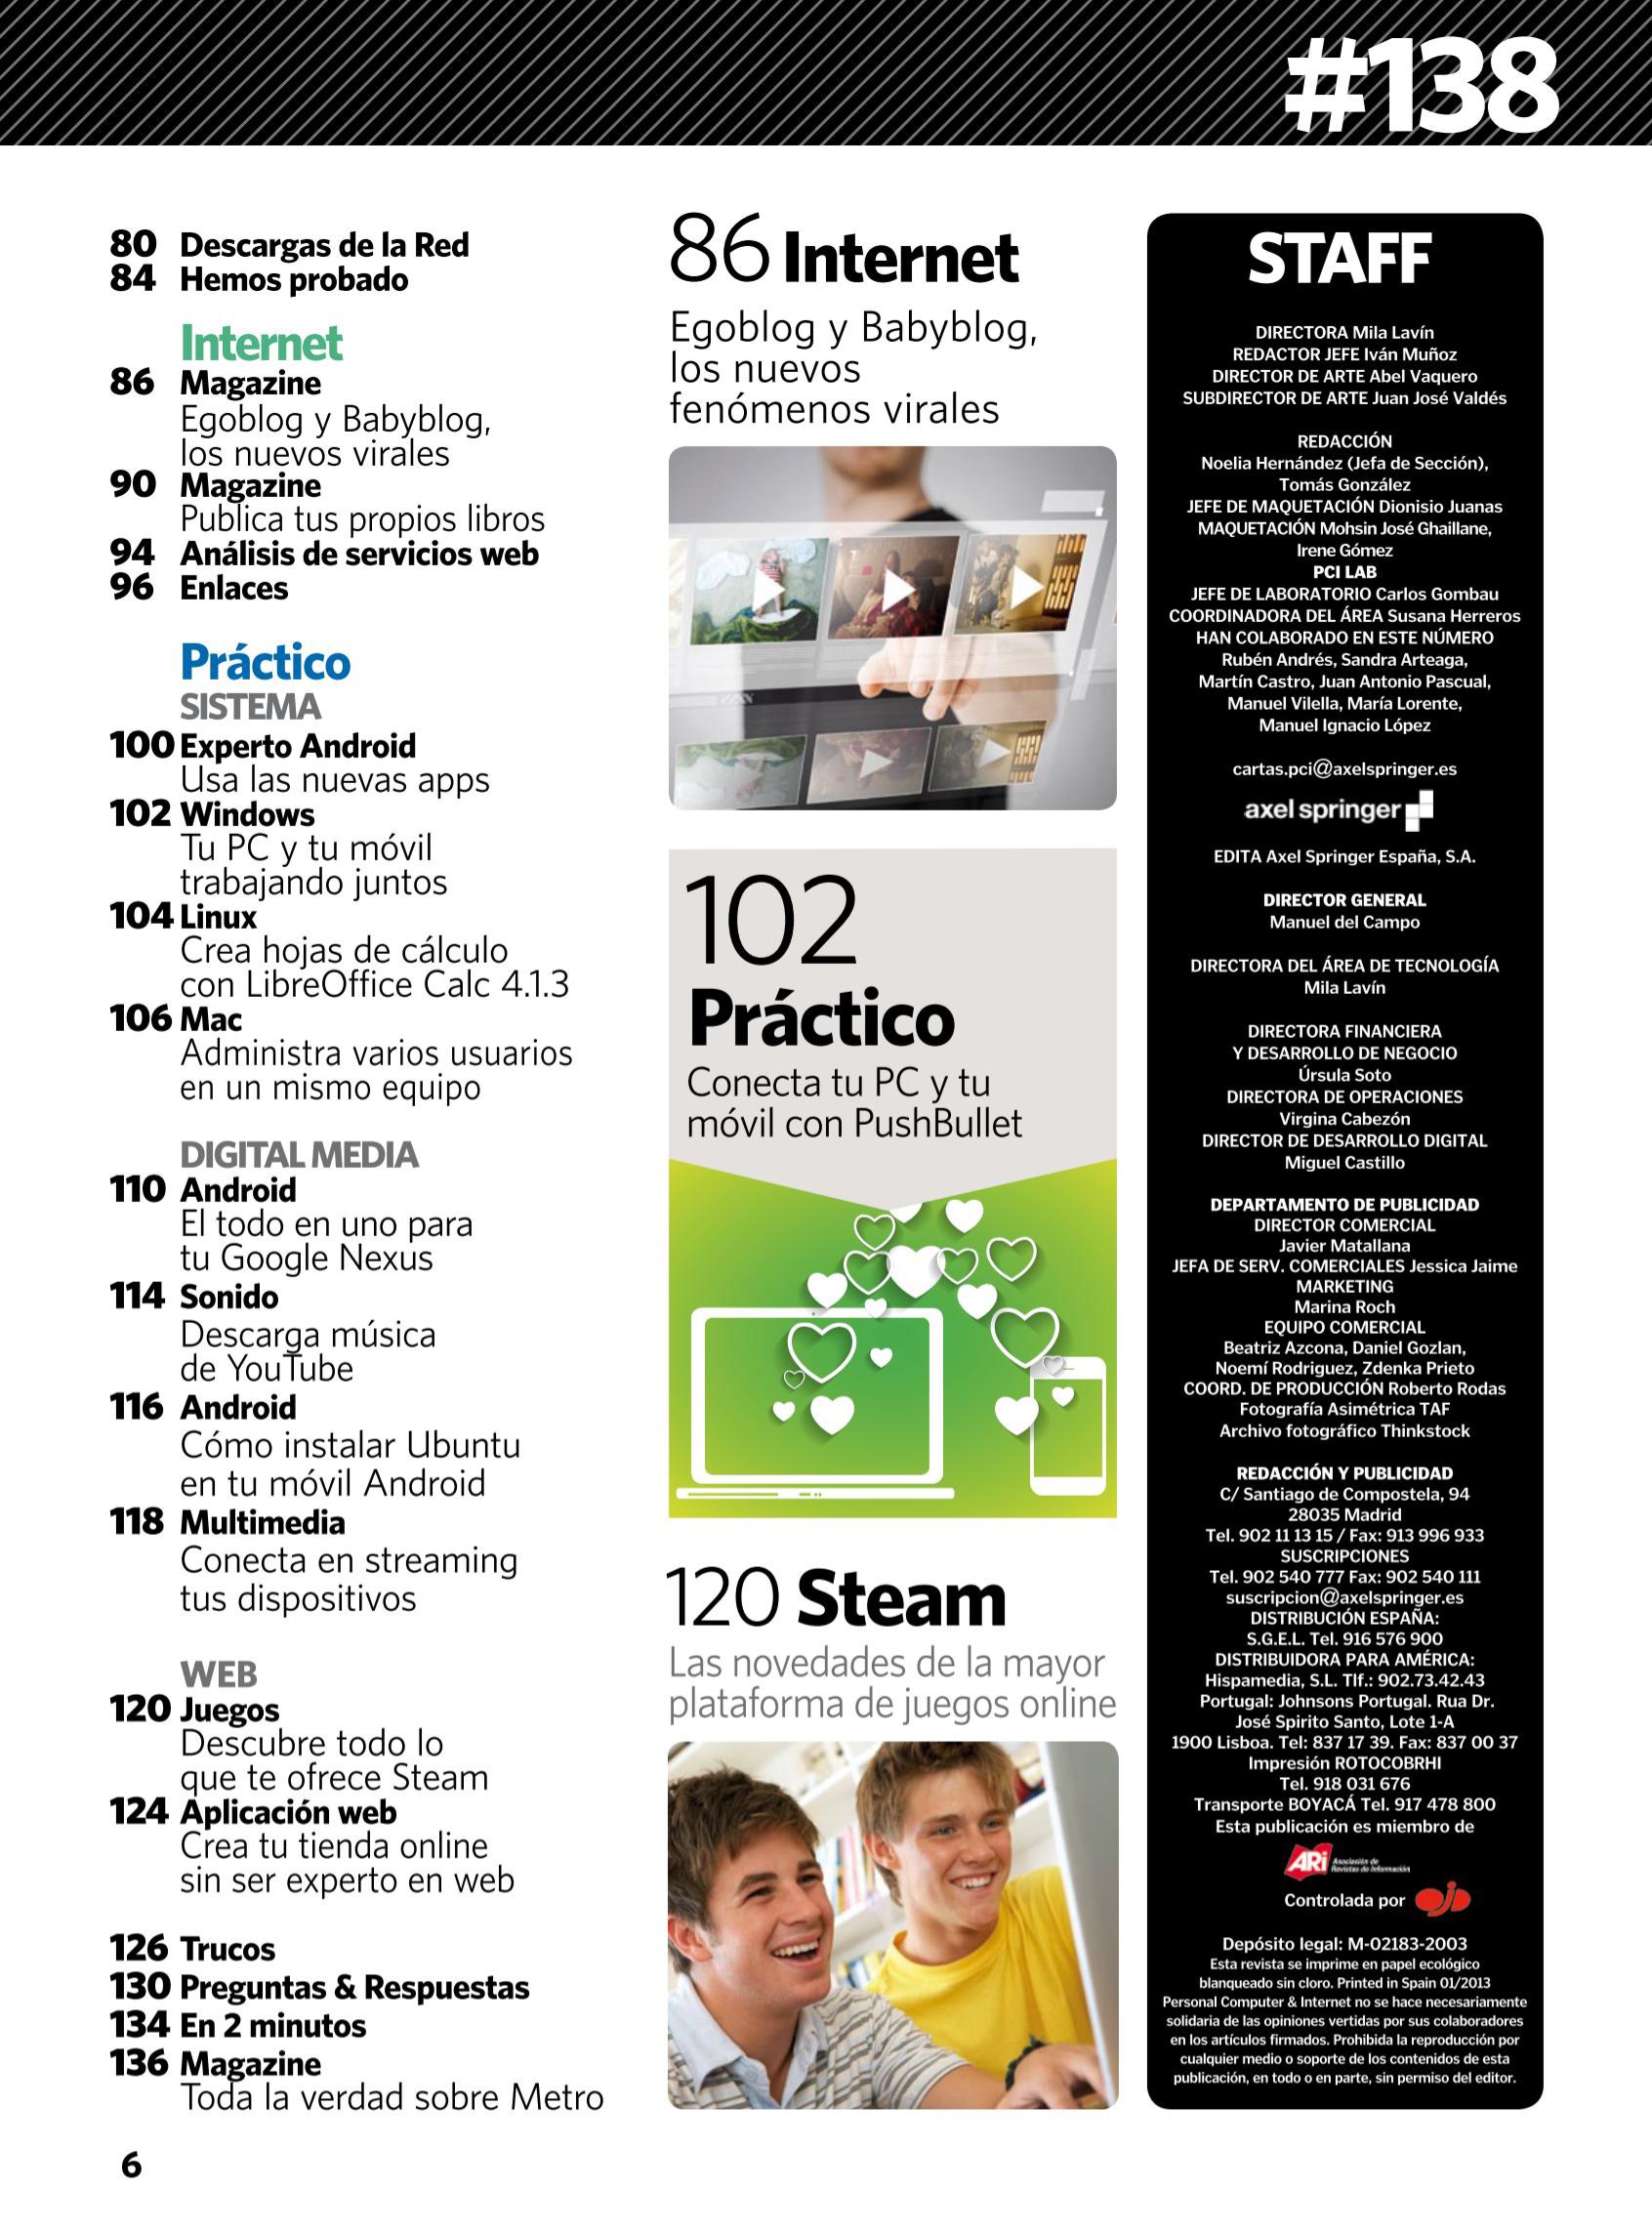 #138
80 Descargas de la Red
84 Hemos probado
Internet
86 Magazine
Egoblog y Babyblog,
los nuevos virales
90 Magazine
Publica tus propios libros
94 Análisis de servicios web
96 Enlaces
Práctico
SISTEMA
100 Experto Android
Usa las nuevas apps
102 Windows
Tu PC y tu móvil
trabajando juntos
104 Linux
Crea hojas de cálculo
con LibreOffice Calc 4.1.3
106 Mac
Administra varios usuarios
en un mismo equipo
DIGITAL MEDIA
110 Android
El todo en uno para
tu Google Nexus
114 Sonido
Descarga música
de YouTube
116 Android
Cómo instalar Ubuntu
en tu móvil Android
118 Multimedia
Conecta en streaming
tus dispositivos
WEB
120 Juegos
Descubre todo lo
que te ofrece Steam
124 Aplicación web
Crea tu tienda online
sin ser experto en web
126 Trucos
130 Preguntas & Respuestas
134 En 2 minutos
136 Magazine
Toda la verdad sobre Metro
6
86 Internet
Egoblog y Babyblog,
los nuevos
fenómenos virales
102
Práctico
Conecta tu PC y tu
móvil con PushBullet
120 Steam
Las novedades de la mayor
plataforma de juegos online
STAFF
DIRECTORA Mila Lavín
REDACTOR JEFE Iván Muñoz
DIRECTOR DE ARTE Abel Vaquero
SUBDIRECTOR DE ARTE Juan José Valdés
REDACCIÓN
Noelia Hernández (Jefa de Sección),
Tomás González
JEFE DE MAQUETACIÓN Dionisio Juanas
MAQUETACIÓN Mohsin José Ghaillane,
Irene Gómez
PCI LAB
JEFE DE LABORATORIO Carlos Gombau
COORDINADORA DEL ÁREA Susana Herreros
HAN COLABORADO EN ESTE NÚMERO
Rubén Andrés, Sandra Arteaga,
Martín Castro, Juan Antonio Pascual,
Manuel Vilella, María Lorente,
Manuel Ignacio López
cartas.pci@axelspringer.es
axel springer
EDITA Axel Springer España, S.A.
DIRECTOR GENERAL
Manuel del Campo
DIRECTORA DEL ÁREA DE TECNOLOGÍA
Mila Lavín
DIRECTORA FINANCIERA
Y DESARROLLO DE NEGOCIO
Úrsula Soto
DIRECTORA DE OPERACIONES
Virgina Cabezón
DIRECTOR DE DESARROLLO DIGITAL
Miguel Castillo
DEPARTAMENTO DE PUBLICIDAD
DIRECTOR COMERCIAL
Javier Matallana
JEFA DE SERV. COMERCIALES Jessica Jaime
MARKETING
Marina Roch
EQUIPO COMERCIAL
Beatriz Azcona, Daniel Gozlan,
Noemí Rodriguez, Zdenka Prieto
COORD. DE PRODUCCIÓN Roberto Rodas
Fotografía Asimétrica TAF
Archivo fotográfico Thinkstock
REDACCIÓN Y PUBLICIDAD
C/ Santiago de Compostela, 94
28035 Madrid
Tel. 902 11 13 15 / Fax: 913 996 933
SUSCRIPCIONES
Tel. 902 540 777 Fax: 902 540 111
suscripcion@axelspringer.es
DISTRIBUCIÓN ESPAÑA:
S.G.E.L. Tel. 916 576 900
DISTRIBUIDORA PARA AMÉRICA:
Hispamedia, S.L. Tlf.: 902.73.42.43
Portugal: Johnsons Portugal. Rua Dr.
José Spirito Santo, Lote 1-A
1900 Lisboa. Tel: 837 17 39. Fax: 837 00 37
Impresión ROTOCOBRHI
Tel. 918 031 676
Transporte BOYACÁ Tel. 917 478 800
Esta publicación es miembro de
ARi Asociación de
Revistas de Información
Controlada por ojd
Depósito legal: M-02183-2003
Esta revista se imprime en papel ecológico
blanqueado sin cloro. Printed in Spain 01/2013
Personal Computer & Internet no se hace necesariamente
solidaria de las opiniones vertidas por sus colaboradores
en los artículos firmados. Prohibida la reproducción por
cualquier medio o soporte de los contenidos de esta
publicación, en todo o en parte, sin permiso del editor.